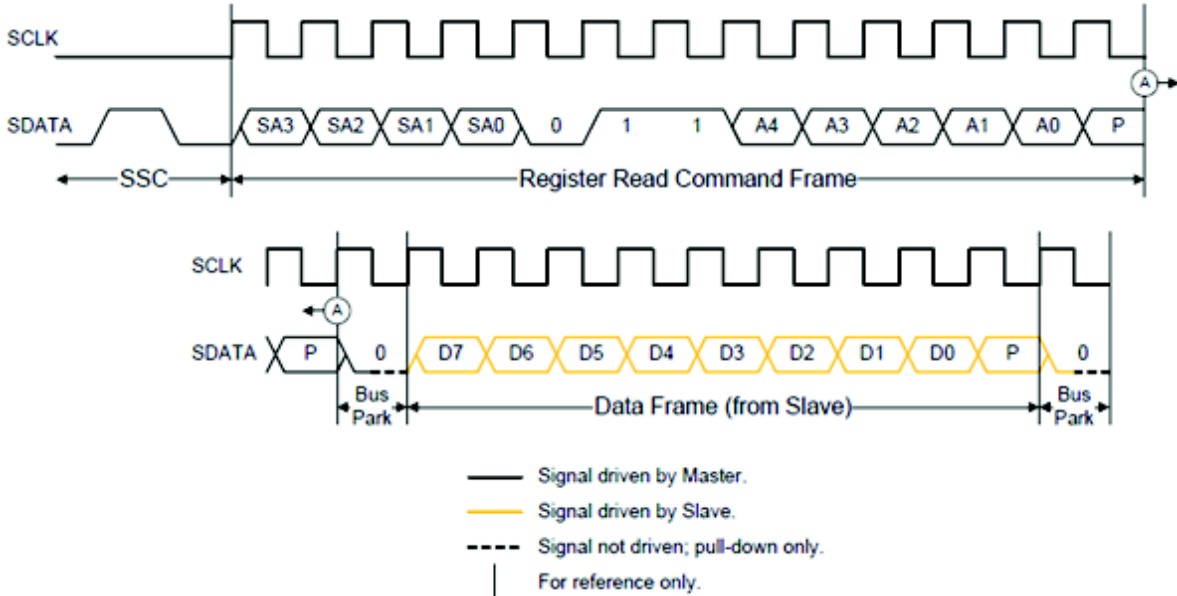 SCLK
A
SDATA SA3 SA2 SA1 SA0 0 1 1 A4 A3 A2 A1 A0 P
SSC Register Read Command Frame
SCLK
A
SDATA P 0 D7 D6 D5 D4 D3 D2 D1 D0 P 0
Bus Park Data Frame (from Slave) Bus Park
Signal driven by Master.
Signal driven by Slave.
Signal not driven; pull-down only.
For reference only.